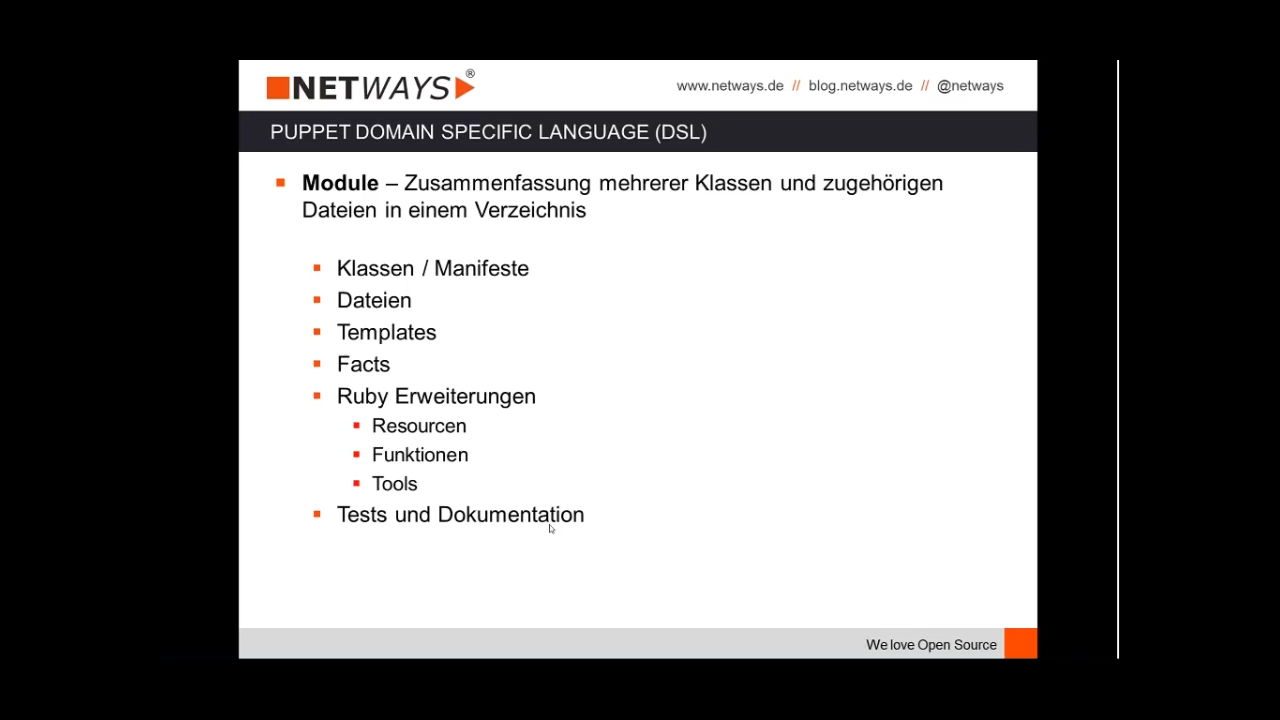 NETWAYS®
www.netways.de // blog.netways.de // @netways
PUPPET DOMAIN SPECIFIC LANGUAGE (DSL)
Module – Zusammenfassung mehrerer Klassen und zugehörigen
Dateien in einem Verzeichnis
Klassen / Manifeste
Dateien
Templates
Facts
Ruby Erweiterungen
Resourcen
Funktionen
Tools
Tests und Dokumentation
We love Open Source